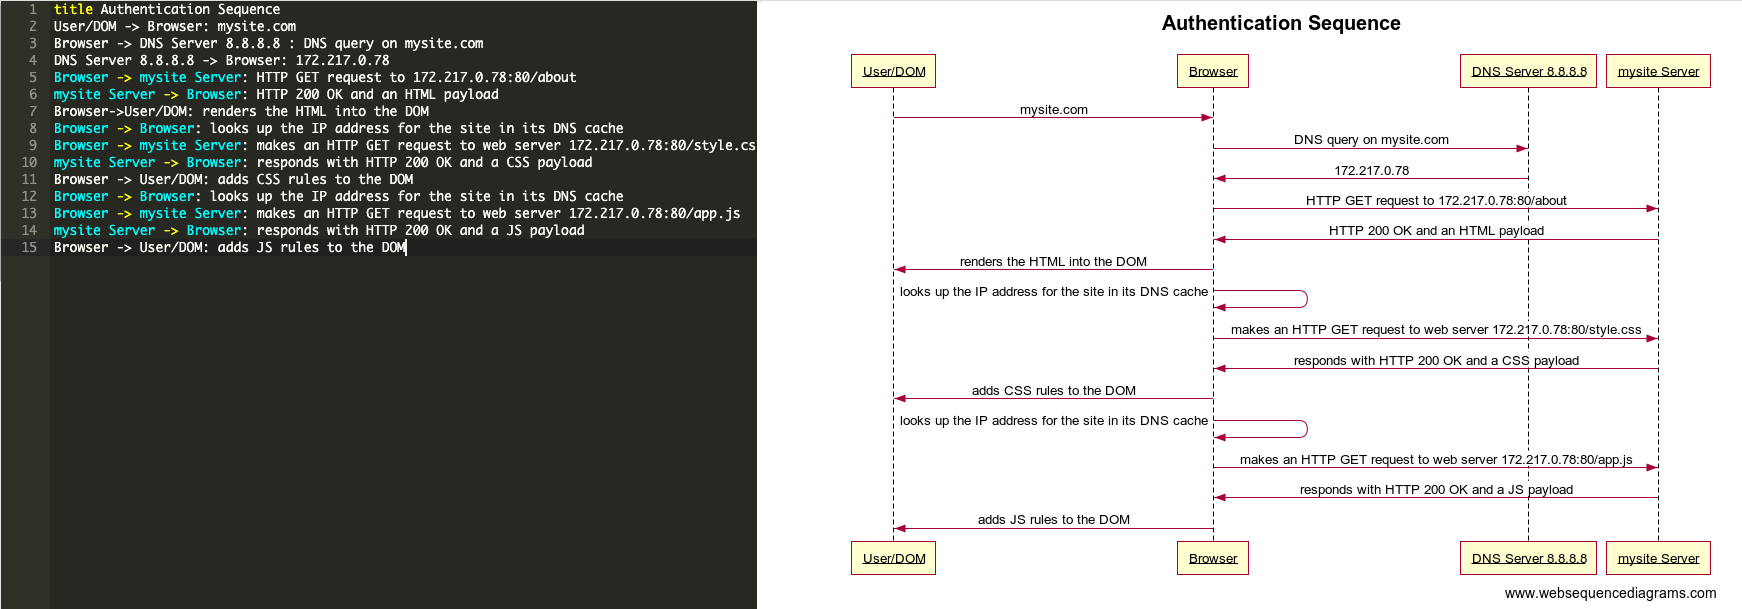 1 title Authentication Sequence
2 User/DOM -> Browser: mysite.com
3 Browser -> DNS Server 8.8.8.8 : DNS query on mysite.com
4 DNS Server 8.8.8.8 -> Browser: 172.217.0.78
5 Browser -> mysite Server: HTTP GET request to 172.217.0.78:80/about
6 mysite Server -> Browser: HTTP 200 OK and an HTML payload
7 Browser->User/DOM: renders the HTML into the DOM
8 Browser -> Browser: looks up the IP address for the site in its DNS cache
9 Browser -> mysite Server: makes an HTTP GET request to web server 172.217.0.78:80/style.cs
10 mysite Server -> Browser: responds with HTTP 200 OK and a CSS payload
11 Browser -> User/DOM: adds CSS rules to the DOM
12 Browser -> Browser: looks up the IP address for the site in its DNS cache
13 Browser -> mysite Server: makes an HTTP GET request to web server 172.217.0.78:80/app.js
14 mysite Server -> Browser: responds with HTTP 200 OK and a JS payload
15 Browser -> User/DOM: adds JS rules to the DOM
Authentication Sequence
User/DOM Browser DNS Server 8.8.8.8 mysite Server
mysite.com
DNS query on mysite.com
172.217.0.78
HTTP GET request to 172.217.0.78:80/about
HTTP 200 OK and an HTML payload
renders the HTML into the DOM
looks up the IP address for the site in its DNS cache
makes an HTTP GET request to web server 172.217.0.78:80/style.css
responds with HTTP 200 OK and a CSS payload
adds CSS rules to the DOM
looks up the IP address for the site in its DNS cache
makes an HTTP GET request to web server 172.217.0.78:80/app.js
responds with HTTP 200 OK and a JS payload
adds JS rules to the DOM
User/DOM Browser DNS Server 8.8.8.8 mysite Server
www.websequencediagrams.com